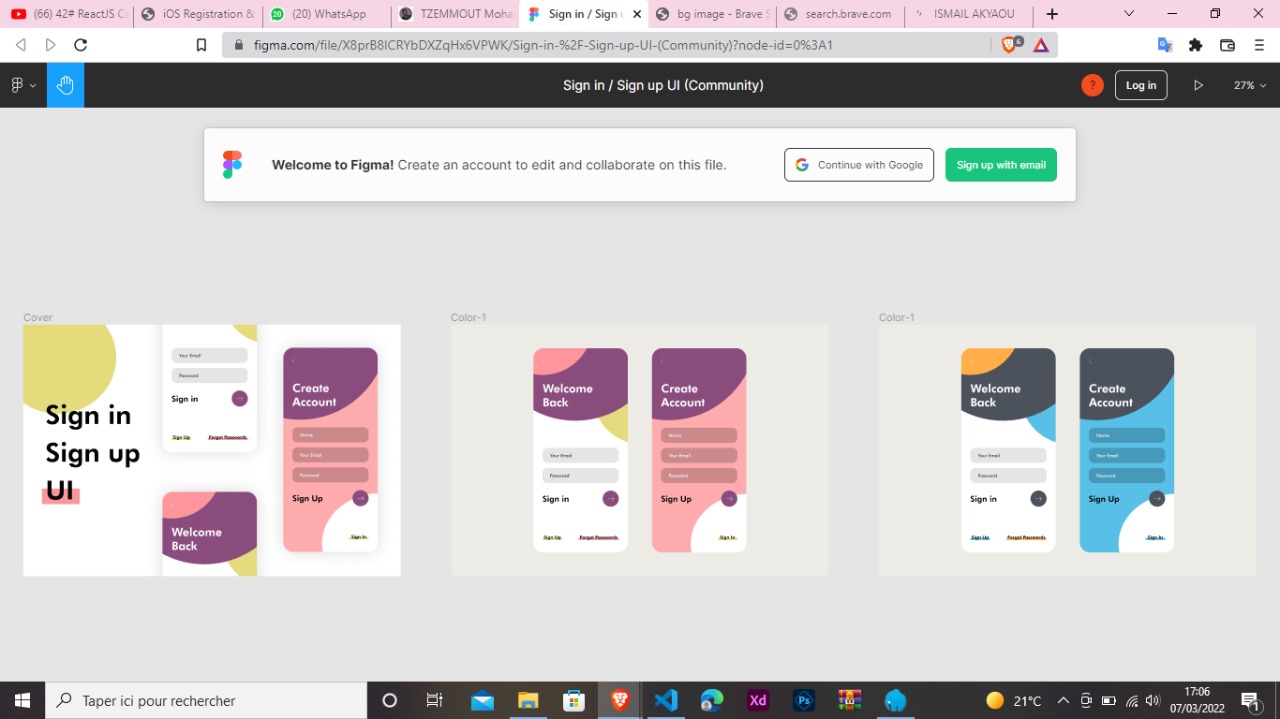 (66) 42# ReactJS Ca
iOS Registration &
(20) WhatsApp
TZEMMOUT Moha
Sign in / Sign u
bg image - Brave S
search.brave.com
ISMAIL AKYAOU
figma.com/file/X8prB8ICRYbDXZqHx6VPWK/Sign-in-%2F-Sign-up-UI-(Community)?node-id=0%3A1
6
Sign in / Sign up UI (Community)
?
Log in
27%
Welcome to Figma! Create an account to edit and collaborate on this file.
Continue with Google
Sign up with email
Cover
Sign in
Sign up
UI
Your Email
Password
Sign in
Sign Up
Forgot Passwords
Welcome
Back
Create
Account
Name
Your Email
Password
Sign Up
Sign In
Color-1
Welcome
Back
Your Email
Password
Sign in
Sign Up
Forgot Passwords
Create
Account
Name
Your Email
Password
Sign Up
Sign In
Color-1
Welcome
Back
Your Email
Password
Sign in
Sign Up
Forgot Passwords
Create
Account
Name
Your Email
Password
Sign Up
Sign In
Taper ici pour rechercher
Xd
Ps
21°C
17:06
07/03/2022
1